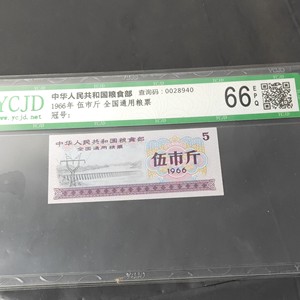 YCJD
www.ycjd.net
中华人民共和国粮食部 查询码：0028940
1966年 伍市斤 全国通用粮票
冠号：
66 EPQ
中华人民共和国粮食部
全国通用粮票
5
伍市斤
1966